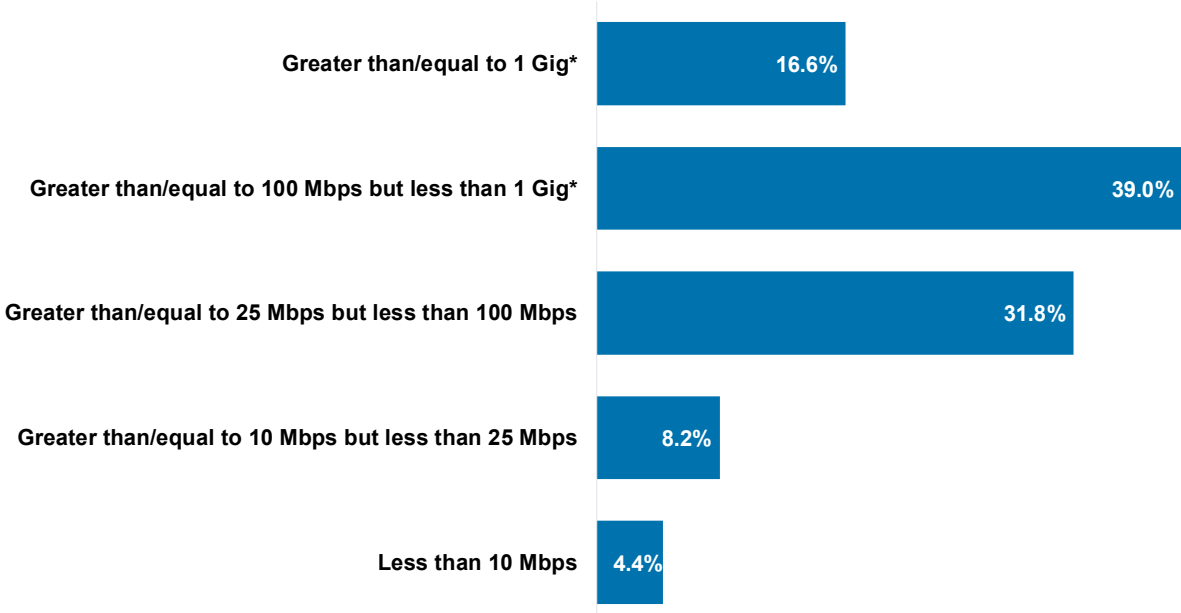 Greater than/equal to 1 Gig* 16.6%
Greater than/equal to 100 Mbps but less than 1 Gig* 39.0%
Greater than/equal to 25 Mbps but less than 100 Mbps 31.8%
Greater than/equal to 10 Mbps but less than 25 Mbps 8.2%
Less than 10 Mbps 4.4%